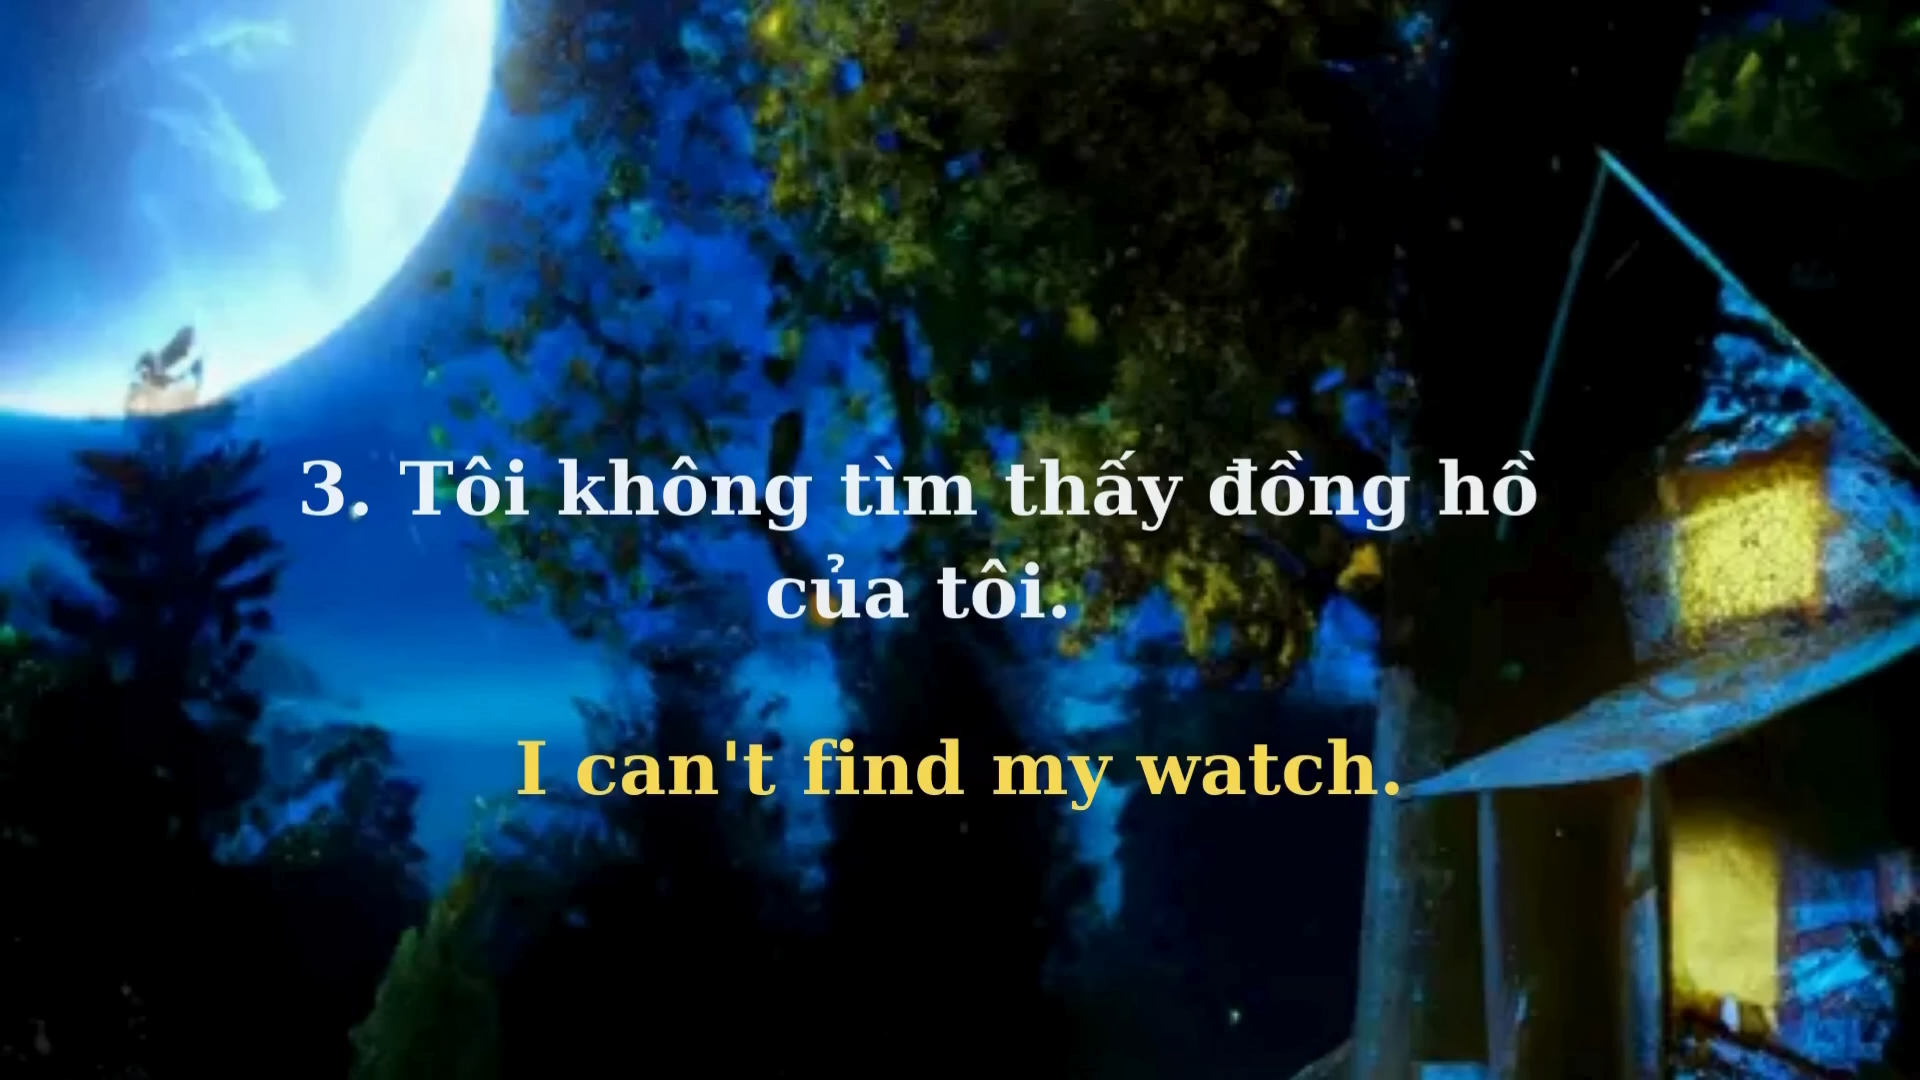 3. Tôi không tìm thấy đồng hồ
của tôi.
I can't find my watch.